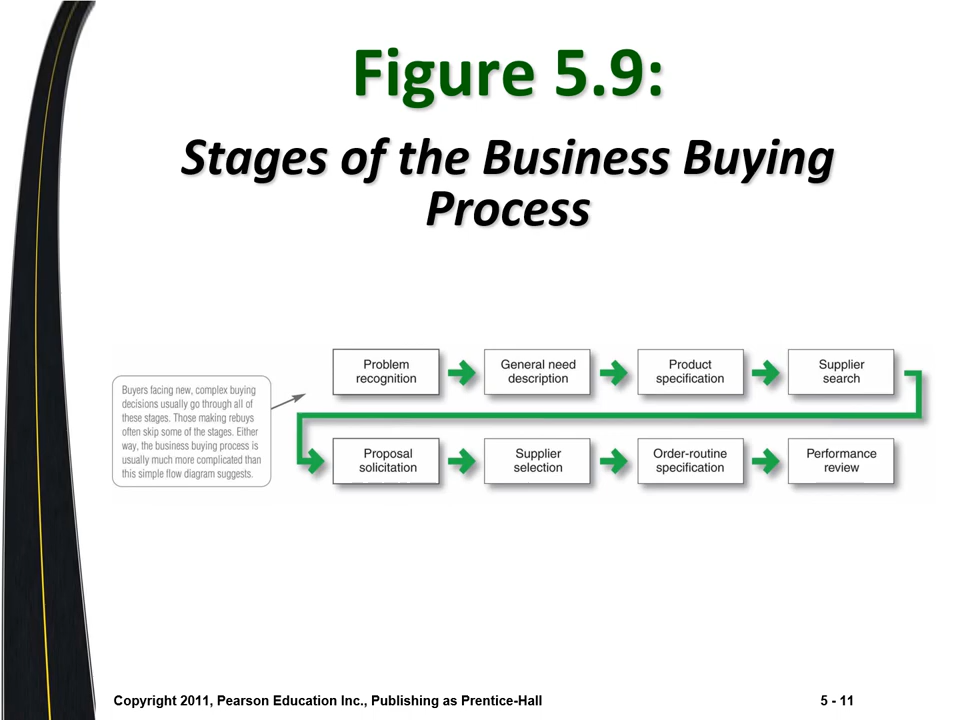 Figure 5.9:
Stages of the Business Buying
Process
Problem
recognition
General need
description
Product
specification
Supplier
search
Buyers facing new, complex buying
decisions usually go through all of
these stages. Those making rebuys
often skip some of the stages. Either
way, the business buying process is
usually much more complicated than
this simple flow diagram suggests.
Proposal
solicitation
Supplier
selection
Order-routine
specification
Performance
review
Copyright 2011, Pearson Education Inc., Publishing as Prentice-Hall
5 - 11